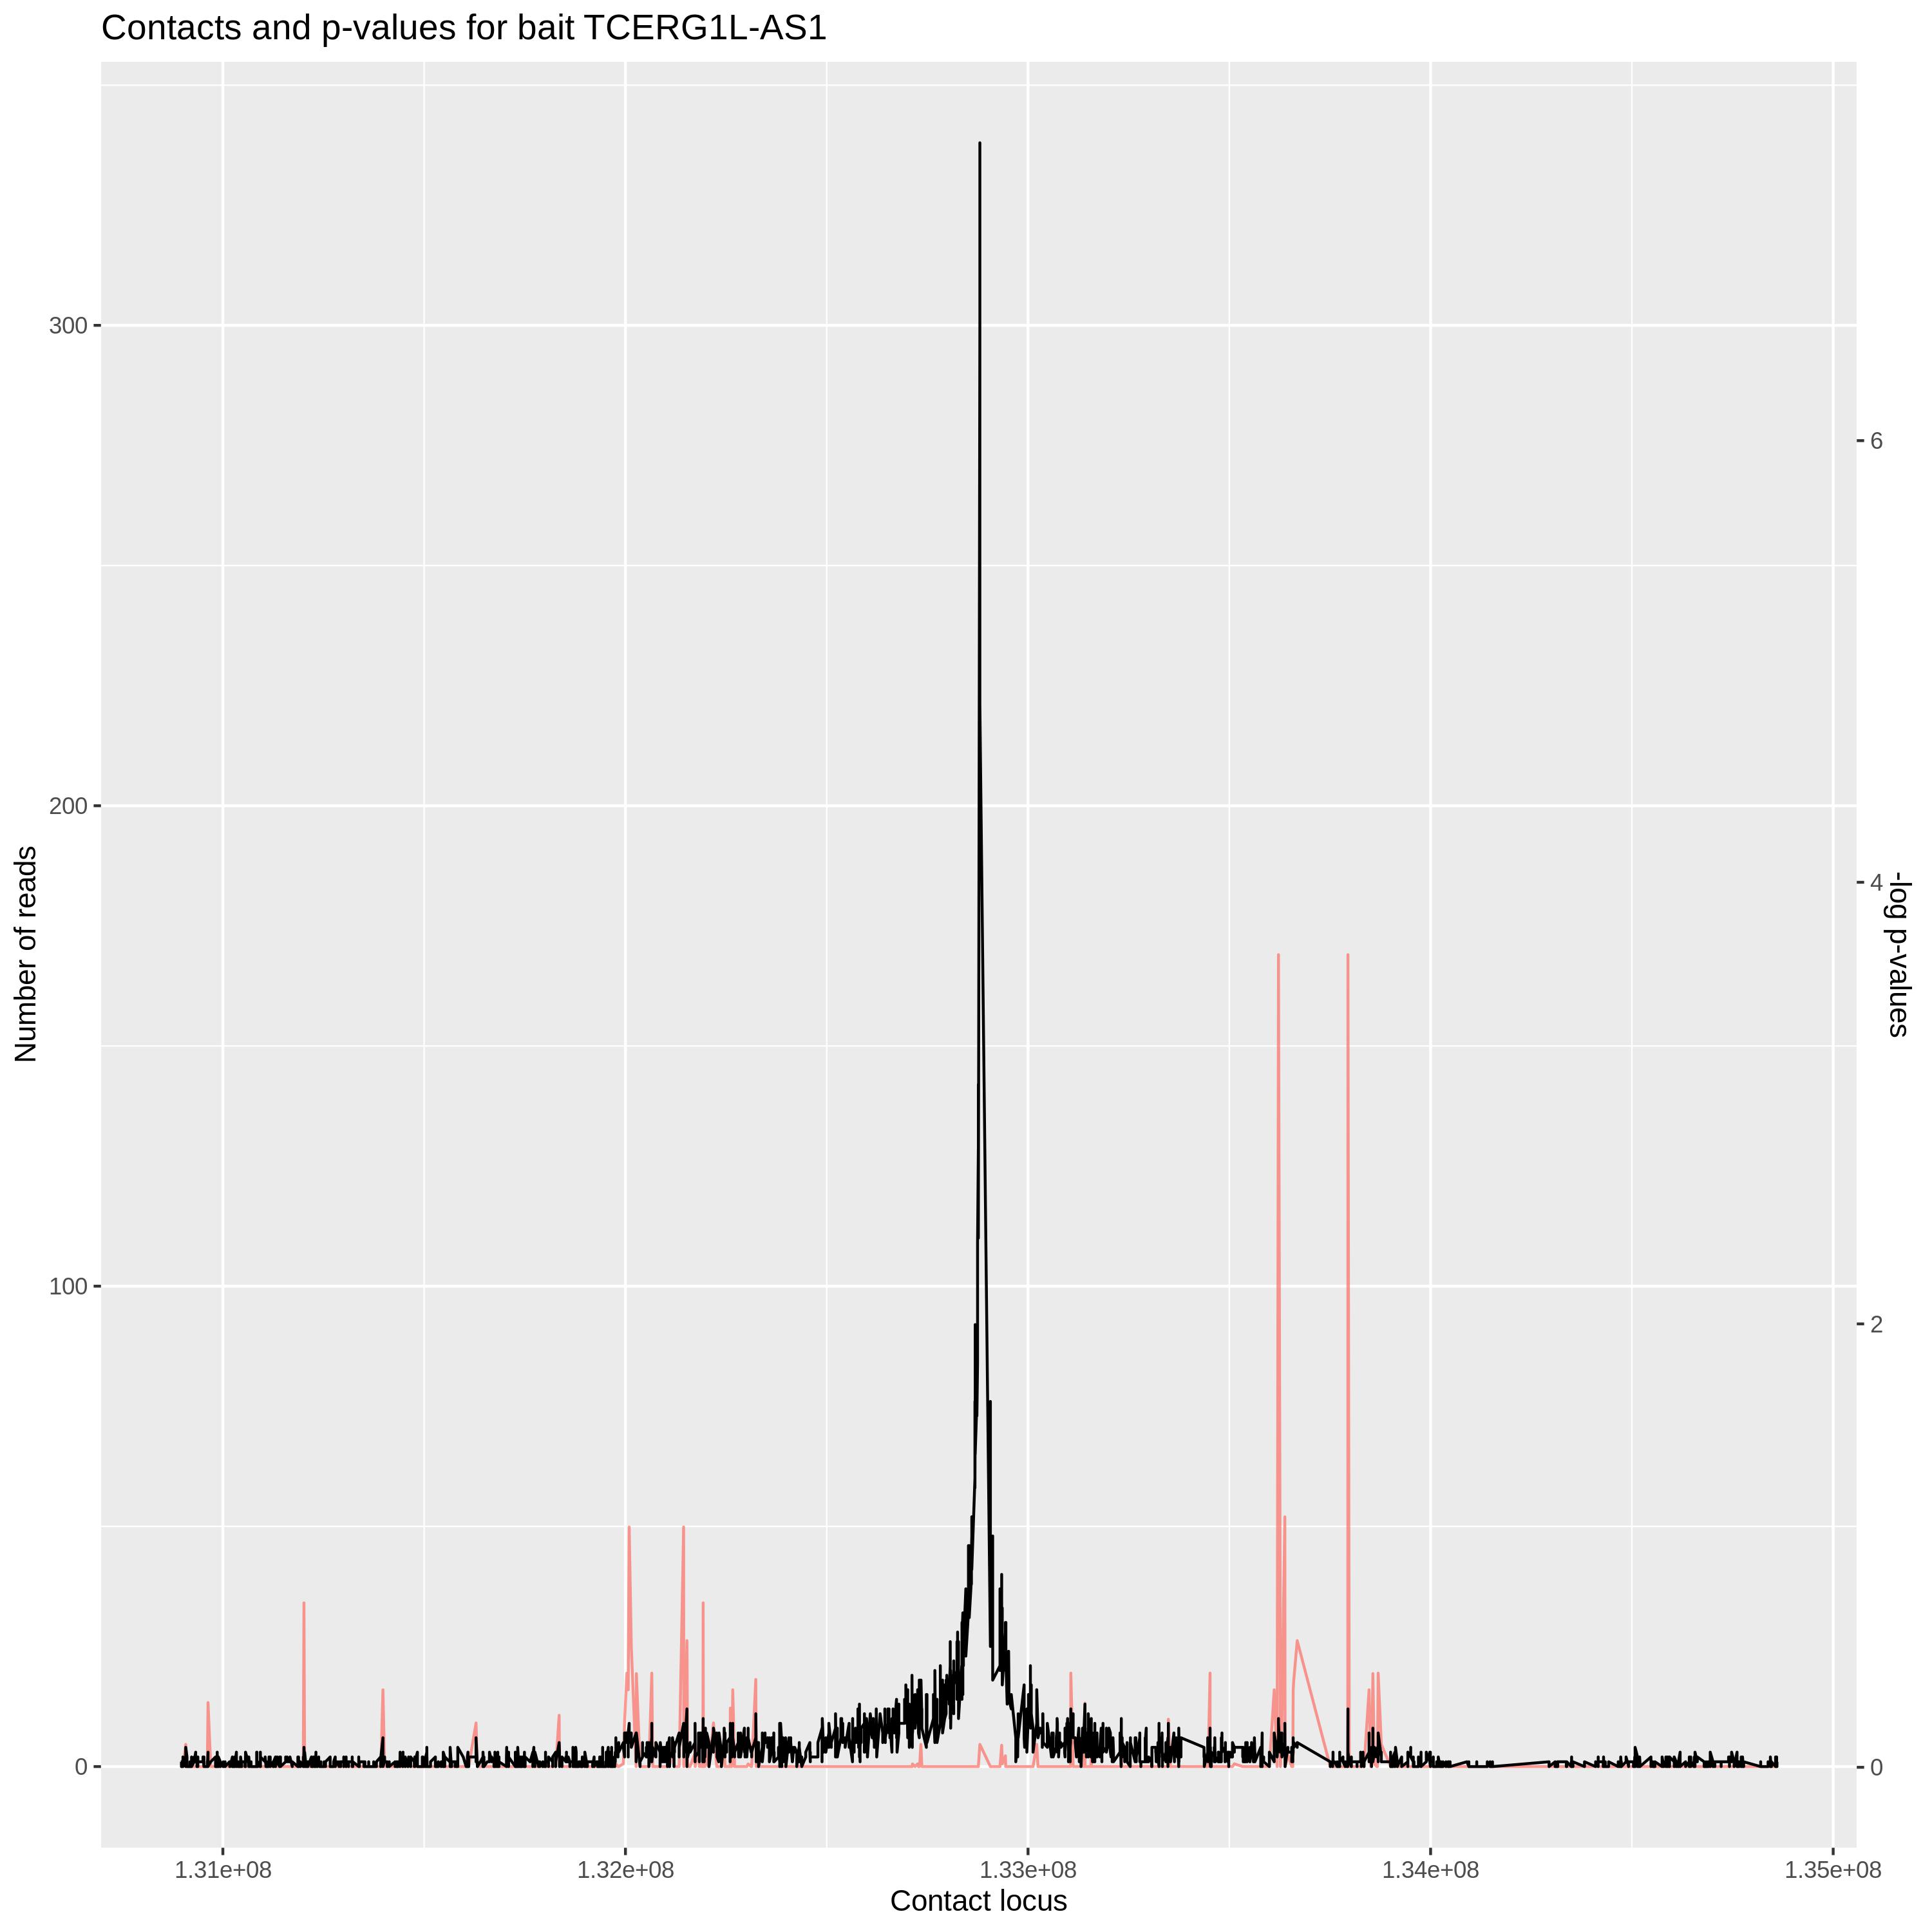 Contacts and p-values for bait TCERG1L-AS1
300
200
100
0
Number of reads
6
4
2
0
-log p-values
1.31e+08
1.32e+08
1.33e+08
1.34e+08
1.35e+08
Contact locus